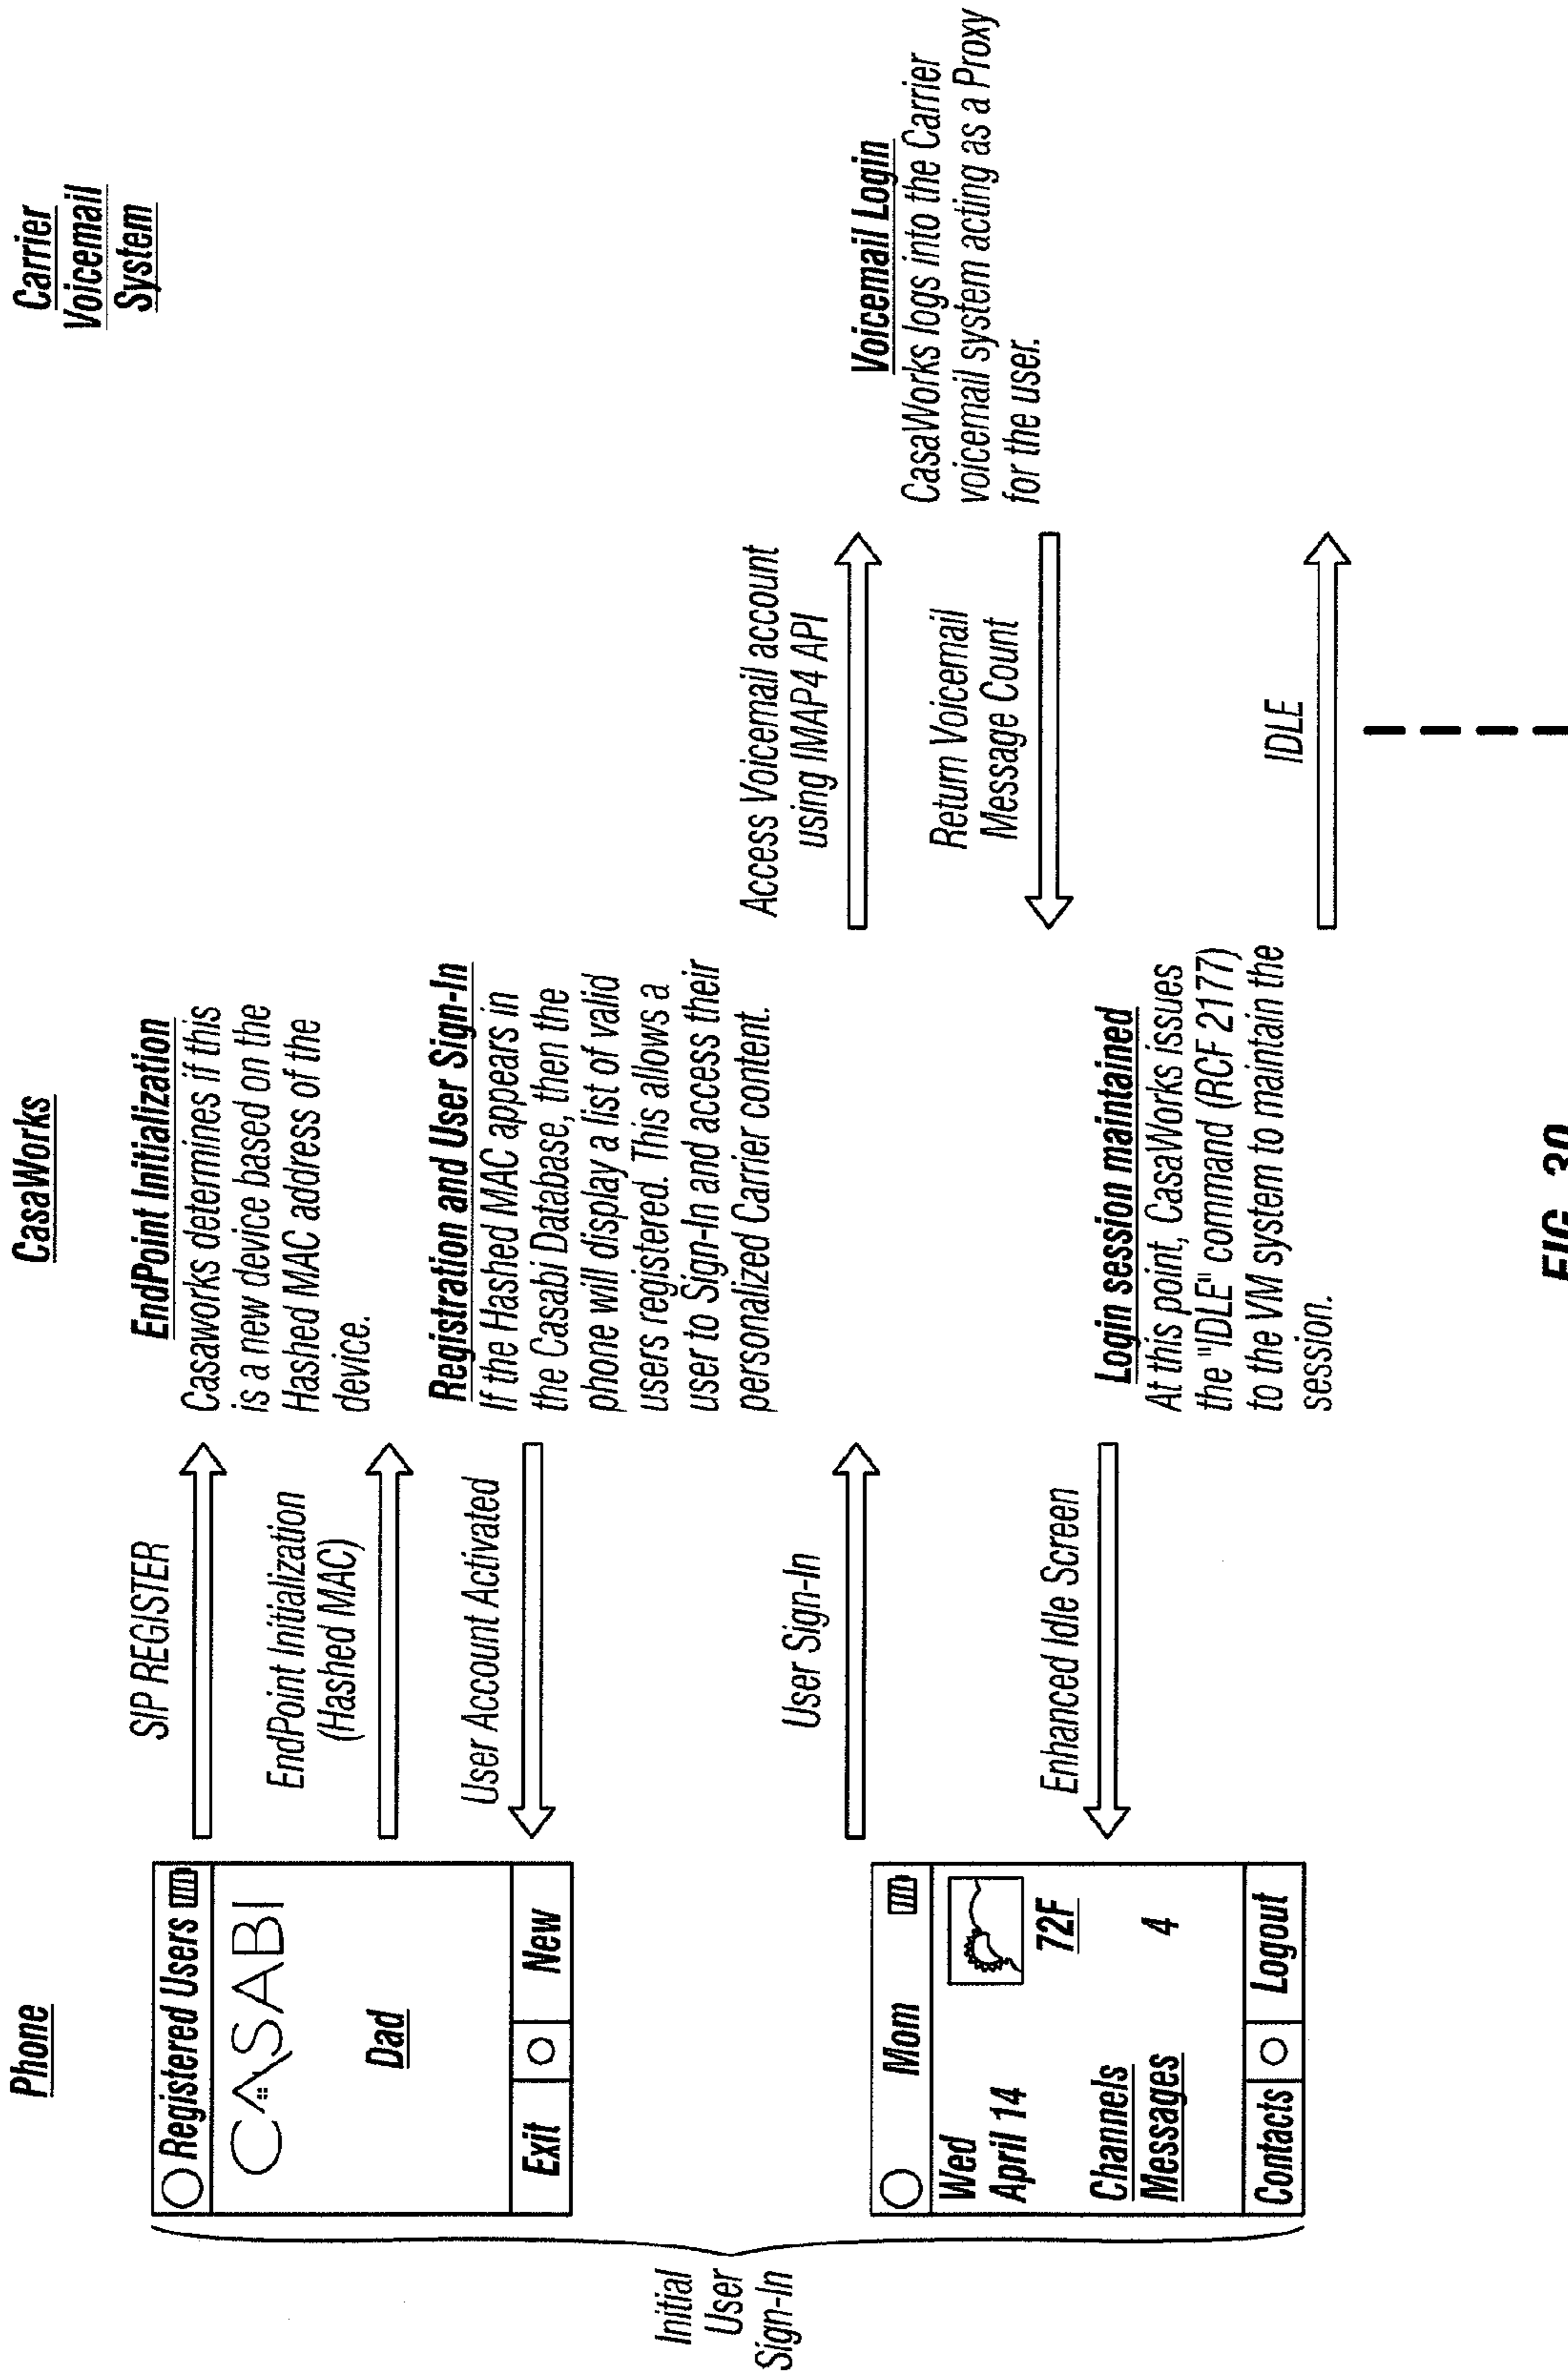 Phone
CasaWorks
Carrier
Voicemail
System
Initial
User
Sign-In
Registered Users
CASABI
Dad
Exit
New
SIP REGISTER
EndPoint Initialization
(Hashed MAC)
User Account Activated
EndPoint Initialization
Casaworks determines if this
is a new device based on the
Hashed MAC address of the
device.
Registration and User Sign-In
If the Hashed MAC appears in
the Casabi Database, then the
phone will display a list of valid
users registered. This allows a
user to Sign-In and access their
personalized Carrier content.
User Sign-In
Access Voicemail account
using IMAP4 API
Voicemail Login
CasaWorks logs into the Carrier
voicemail system acting as a Proxy
for the user.
Return Voicemail
Message Count
Mom
Wed
April 14
72F
Channels
Messages 4
Contacts
Logout
Enhanced Idle Screen
Login session maintained
At this point, CasaWorks issues
the "IDLE" command (RCF 2177)
to the VM system to maintain the
session.
IDLE
FIG. 30